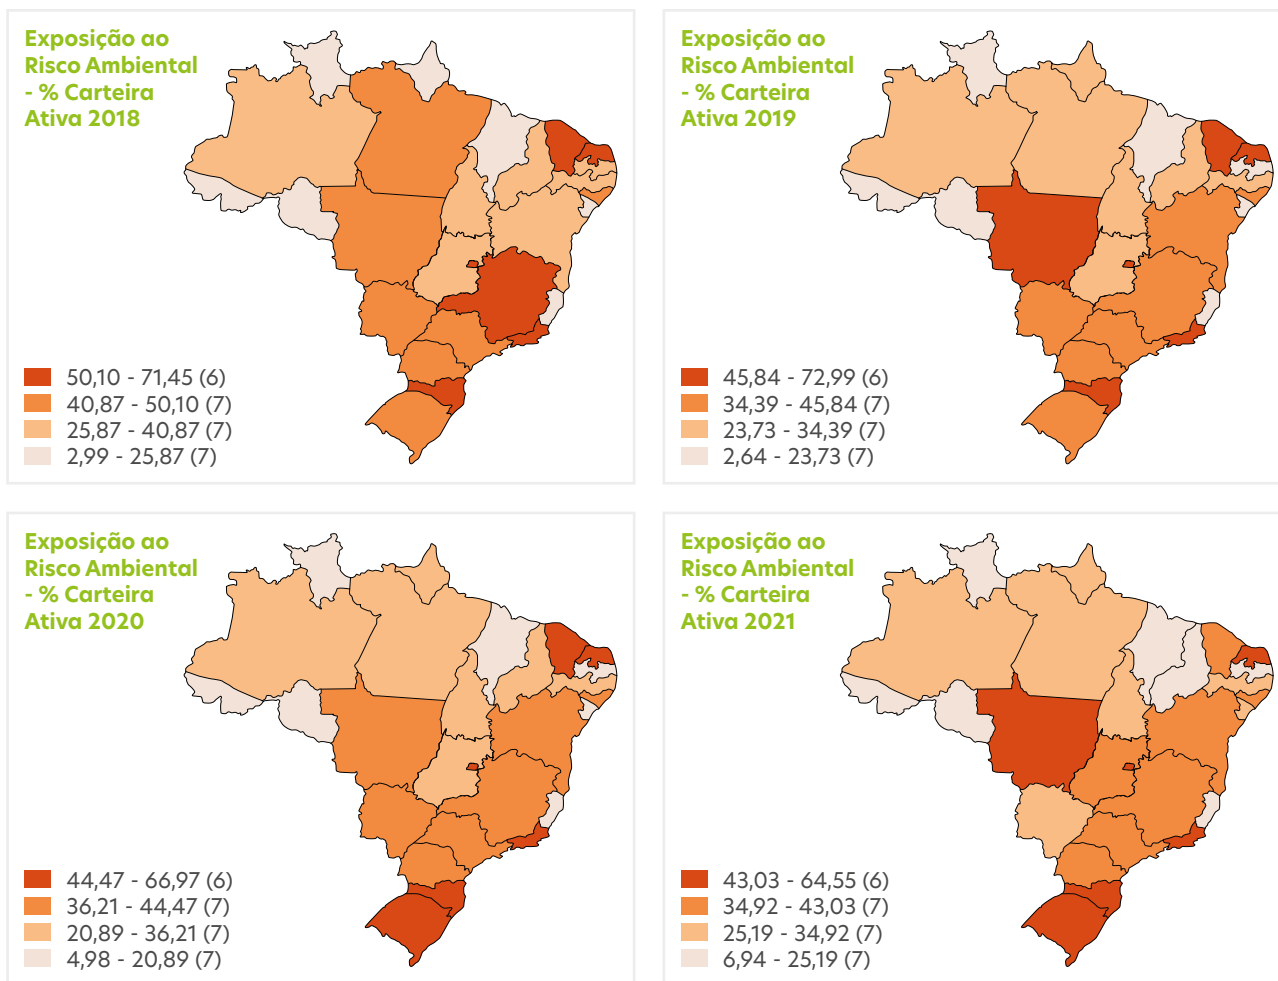 Exposição ao
Risco Ambiental
- % Carteira
Ativa 2018
50,10 - 71,45 (6)
40,87 - 50,10 (7)
25,87 - 40,87 (7)
2,99 - 25,87 (7)
Exposição ao
Risco Ambiental
- % Carteira
Ativa 2019
45,84 - 72,99 (6)
34,39 - 45,84 (7)
23,73 - 34,39 (7)
2,64 - 23,73 (7)
Exposição ao
Risco Ambiental
- % Carteira
Ativa 2020
44,47 - 66,97 (6)
36,21 - 44,47 (7)
20,89 - 36,21 (7)
4,98 - 20,89 (7)
Exposição ao
Risco Ambiental
- % Carteira
Ativa 2021
43,03 - 64,55 (6)
34,92 - 43,03 (7)
25,19 - 34,92 (7)
6,94 - 25,19 (7)